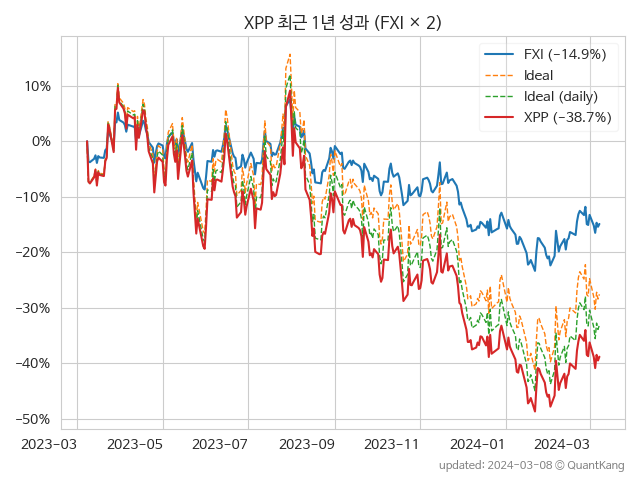 XPP 최근 1년 성과 (FXI × 2)
FXI (−14.9%)
Ideal
Ideal (daily)
XPP (−38.7%)
10%
0%
−10%
−20%
−30%
−40%
−50%
2023−03
2023−05
2023−07
2023−09
2023−11
2024−01
2024−03
updated: 2024−03−08 © QuantKang